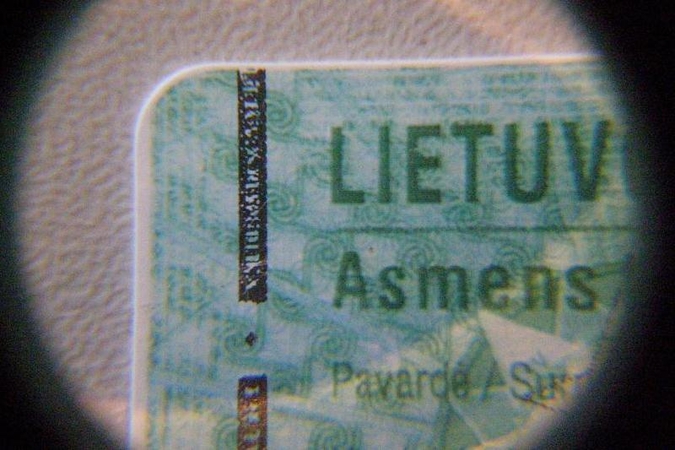 LIETUV
Asmens
Pavardė / Sur